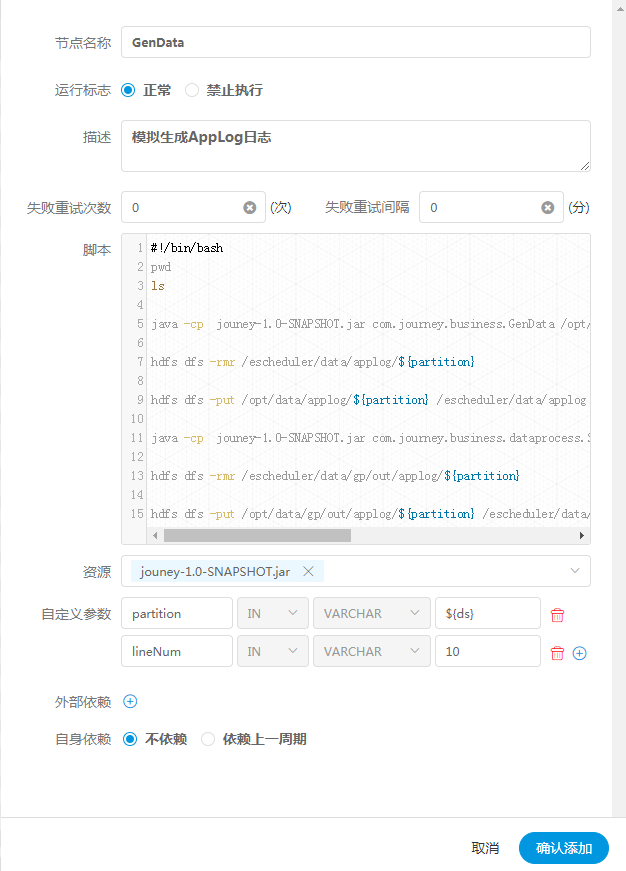 节点名称 GenData
运行标志 正常 禁止执行
描述 模拟生成AppLog日志
失败重试次数 0 (次) 失败重试间隔 0 (分)
脚本
1 #!/bin/bash
2 pwd
3 ls
4
5 java -cp  jouney-1.0-SNAPSHOT.jar com.journey.business.GenData /opt/
6
7 hdfs dfs -rmr /escheduler/data/applog/${partition}
8
9 hdfs dfs -put /opt/data/applog/${partition} /escheduler/data/applog
10
11 java -cp  jouney-1.0-SNAPSHOT.jar com.journey.business.dataprocess.
12
13 hdfs dfs -rmr /escheduler/data/gp/out/applog/${partition}
14
15 hdfs dfs -put /opt/data/gp/out/applog/${partition} /escheduler/data/
资源 jouney-1.0-SNAPSHOT.jar
自定义参数 partition IN VARCHAR ${ds}
lineNum IN VARCHAR 10
外部依赖
自身依赖 不依赖 依赖上一周期
取消 确认添加